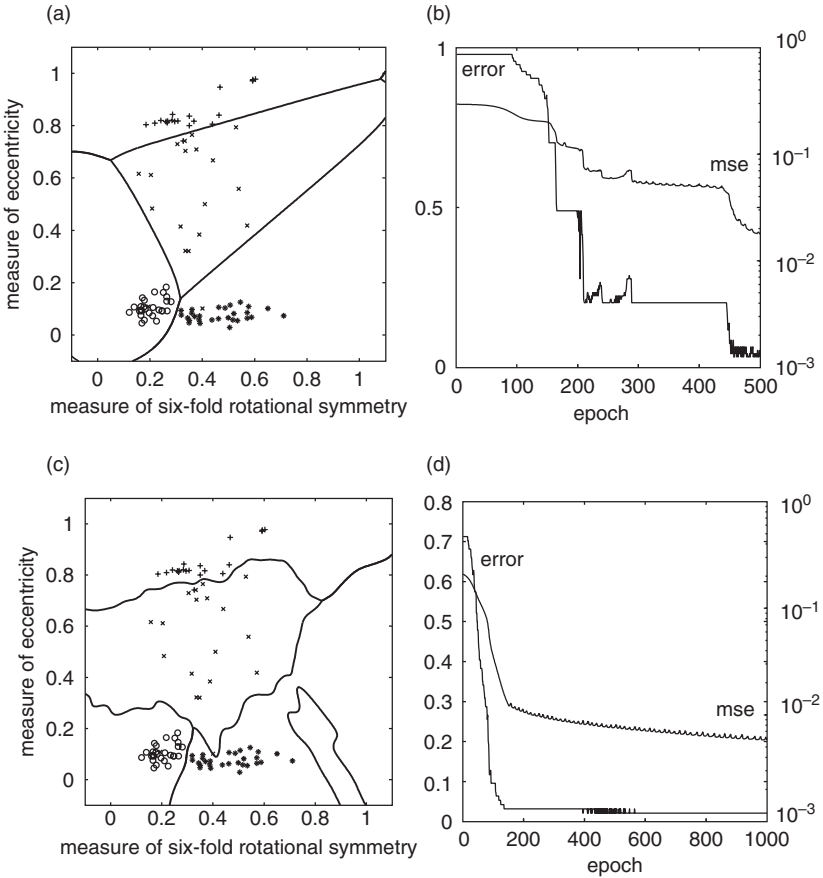 (a)
measure of eccentricity
1
0.8
0.6
0.4
0.2
0
0 0.2 0.4 0.6 0.8 1
measure of six-fold rotational symmetry
(b)
1
0.5
0
error
mse
10^0
10^-1
10^-2
10^-3
0 100 200 300 400 500
epoch
(c)
measure of eccentricity
1
0.8
0.6
0.4
0.2
0
0 0.2 0.4 0.6 0.8 1
measure of six-fold rotational symmetry
(d)
0.8
0.7
0.6
0.5
0.4
0.3
0.2
0.1
0
error
mse
10^0
10^-1
10^-2
10^-3
0 200 400 600 800 1000
epoch